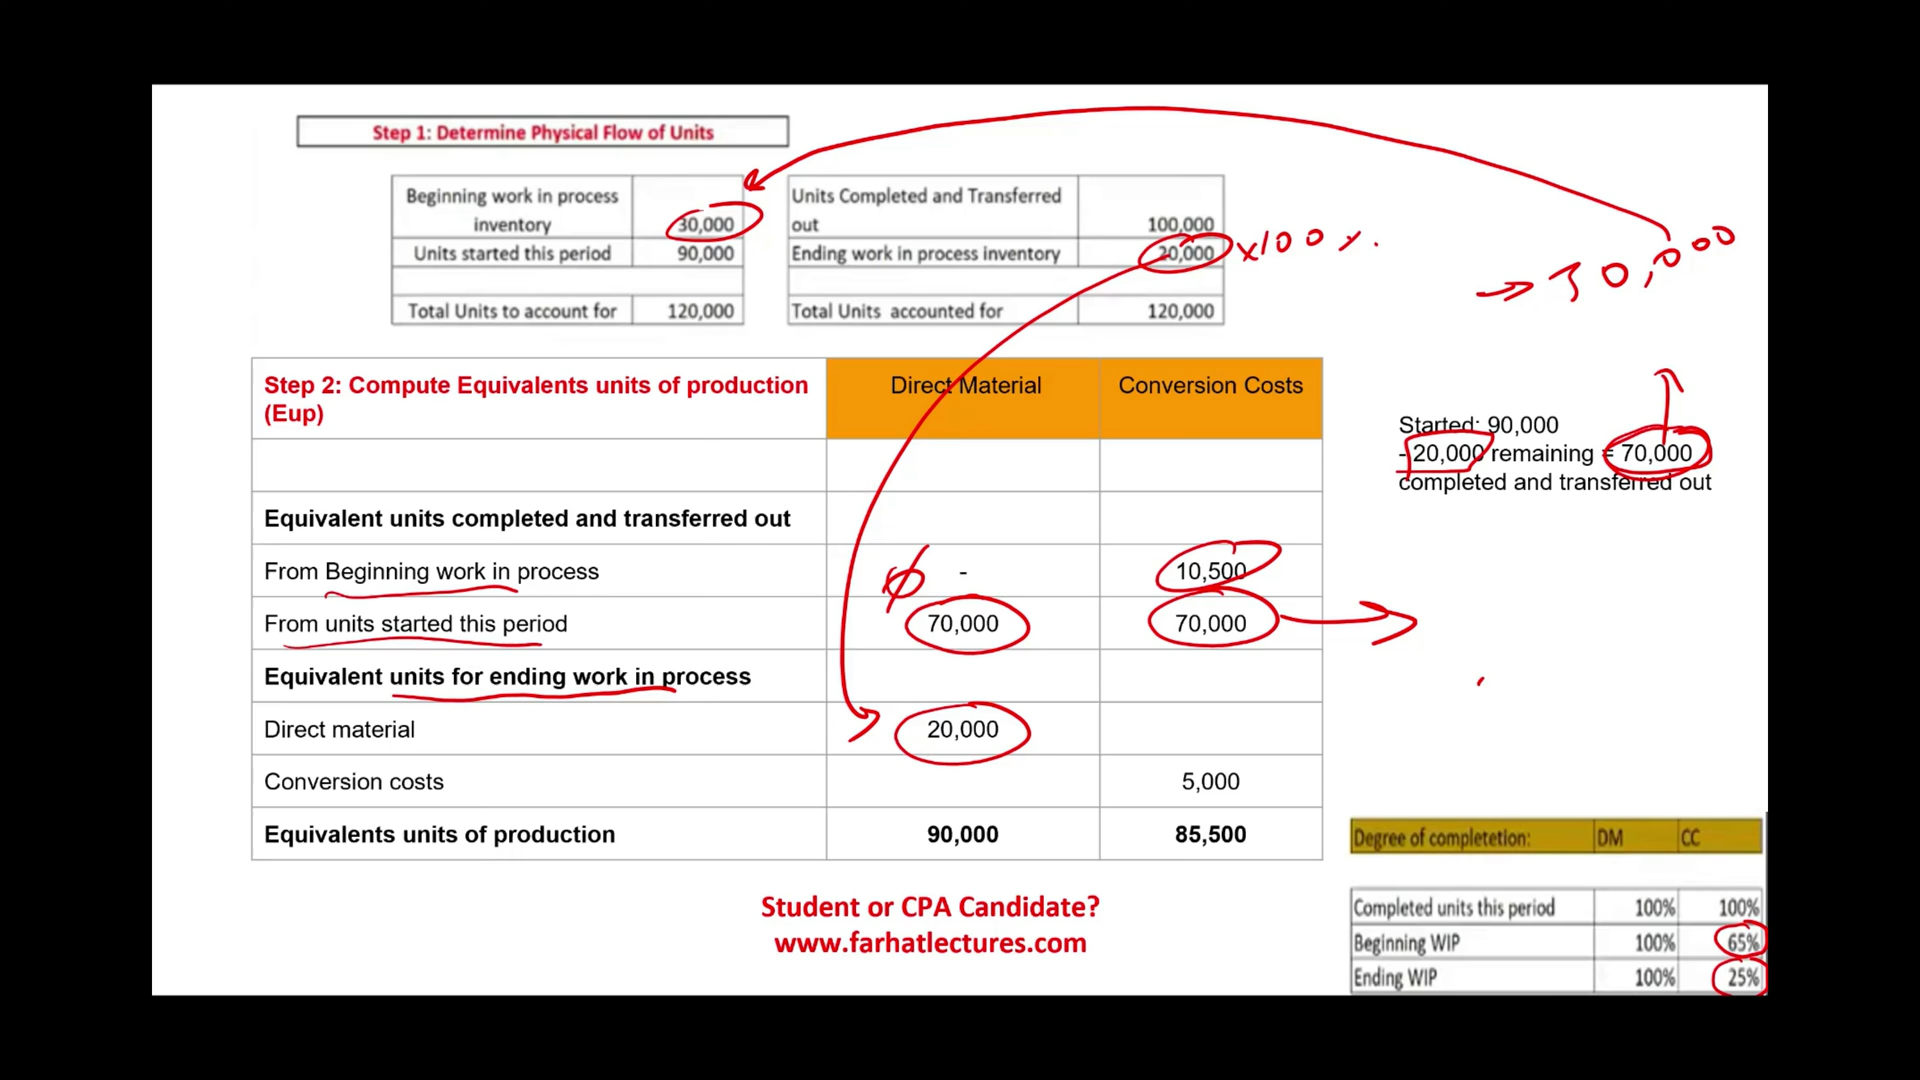 Step 1: Determine Physical Flow of Units
Beginning work in process inventory 30,000
Units started this period 90,000
Total Units to account for 120,000
Units Completed and Transferred out 100,000
Ending work in process inventory 20,000 x100 %
Total Units accounted for 120,000
→ 30,000
Step 2: Compute Equivalents units of production (Eup) Direct Material Conversion Costs
Equivalent units completed and transferred out
From Beginning work in process - 10,500
From units started this period 70,000 70,000
Equivalent units for ending work in process
Direct material 20,000
Conversion costs 5,000
Equivalents units of production 90,000 85,500
Started: 90,000
- 20,000 remaining = 70,000
completed and transferred out
Degree of completetion: DM CC
Completed units this period 100% 100%
Beginning WIP 100% 65%
Ending WIP 100% 25%
Student or CPA Candidate?
www.farhatlectures.com